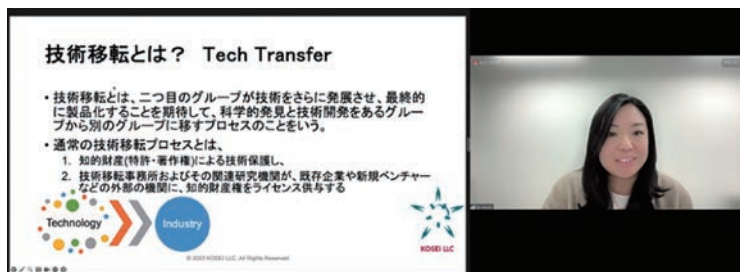 技術移転とは？ Tech Transfer
・技術移転とは、二つ目のグループが技術をさらに発展させ、最終的
に製品化することを期待して、科学的発見と技術開発をあるグルー
プから別のグループに移すプロセスのことをいう。
・通常の技術移転プロセスとは、
1. 知的財産(特許・著作権)による技術保護し、
2. 技術移転事務所およびその関連研究機関が、既存企業や新規ベンチャー
などの外部の機関に、知的財産権をライセンス供与する
Technology
Industry
KOSEI LLC
KOSEI LLC. All Rights Reserved